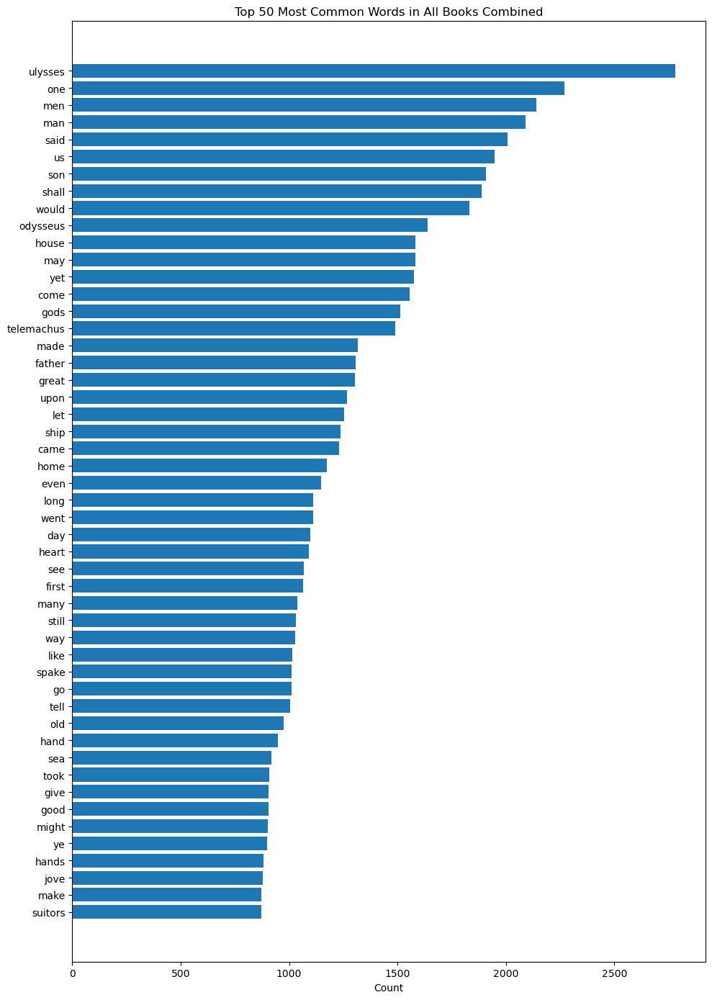 Top 50 Most Common Words in All Books Combined
ulysses
one
men
man
said
us
son
shall
would
odysseus
house
may
yet
come
gods
telemachus
made
father
great
upon
let
ship
came
home
even
long
went
day
heart
see
first
many
still
way
like
spake
go
tell
old
hand
sea
took
give
good
might
ye
hands
jove
make
suitors
0 500 1000 1500 2000 2500
Count